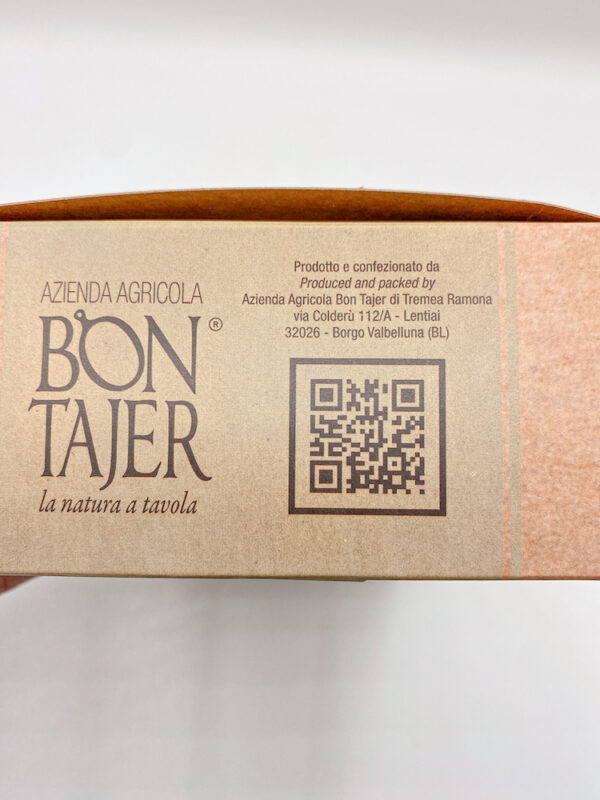 AZIENDA AGRICOLA
BON®
TAJER
la natura a tavola
Prodotto e confezionato da
Produced and packed by
Azienda Agricola Bon Tajer di Tremea Ramona
via Colderù 112/A - Lentiai
32026 - Borgo Valbelluna (BL)